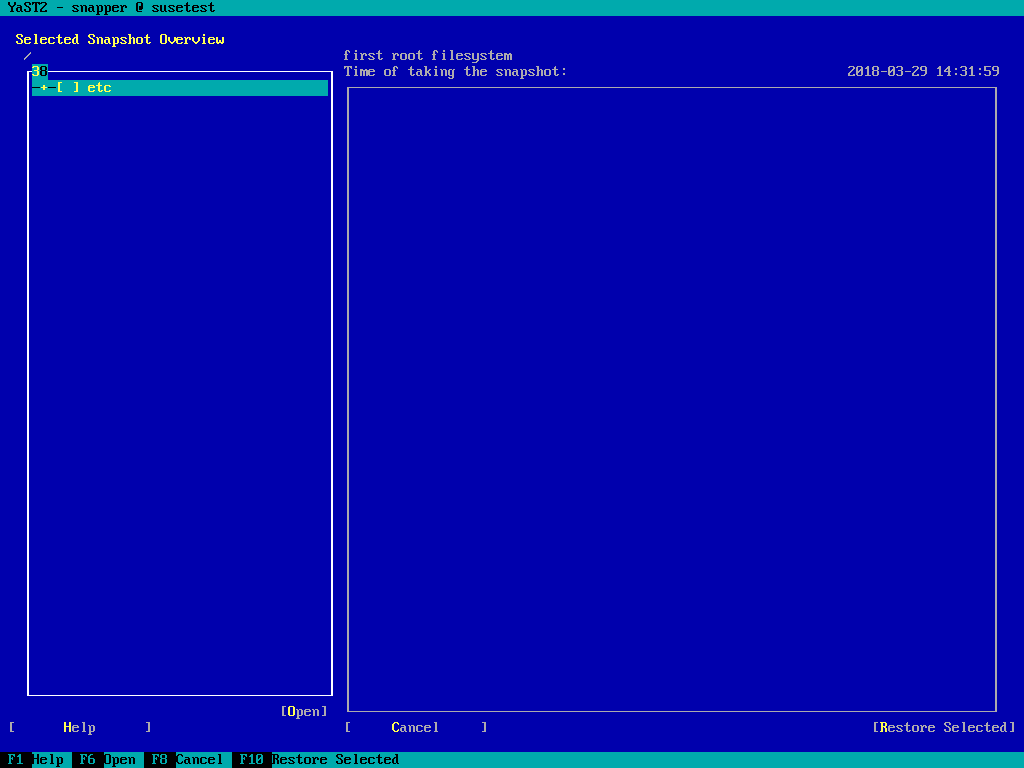 YaST2 - snapper @ susetest
Selected Snapshot Overview
/
first root filesystem
Time of taking the snapshot: 2018-03-29 14:31:59
-+-[ ] etc
[Open]
[ Help ] [ Cancel ] [Restore Selected]
F1 Help F6 Open F8 Cancel F10 Restore Selected